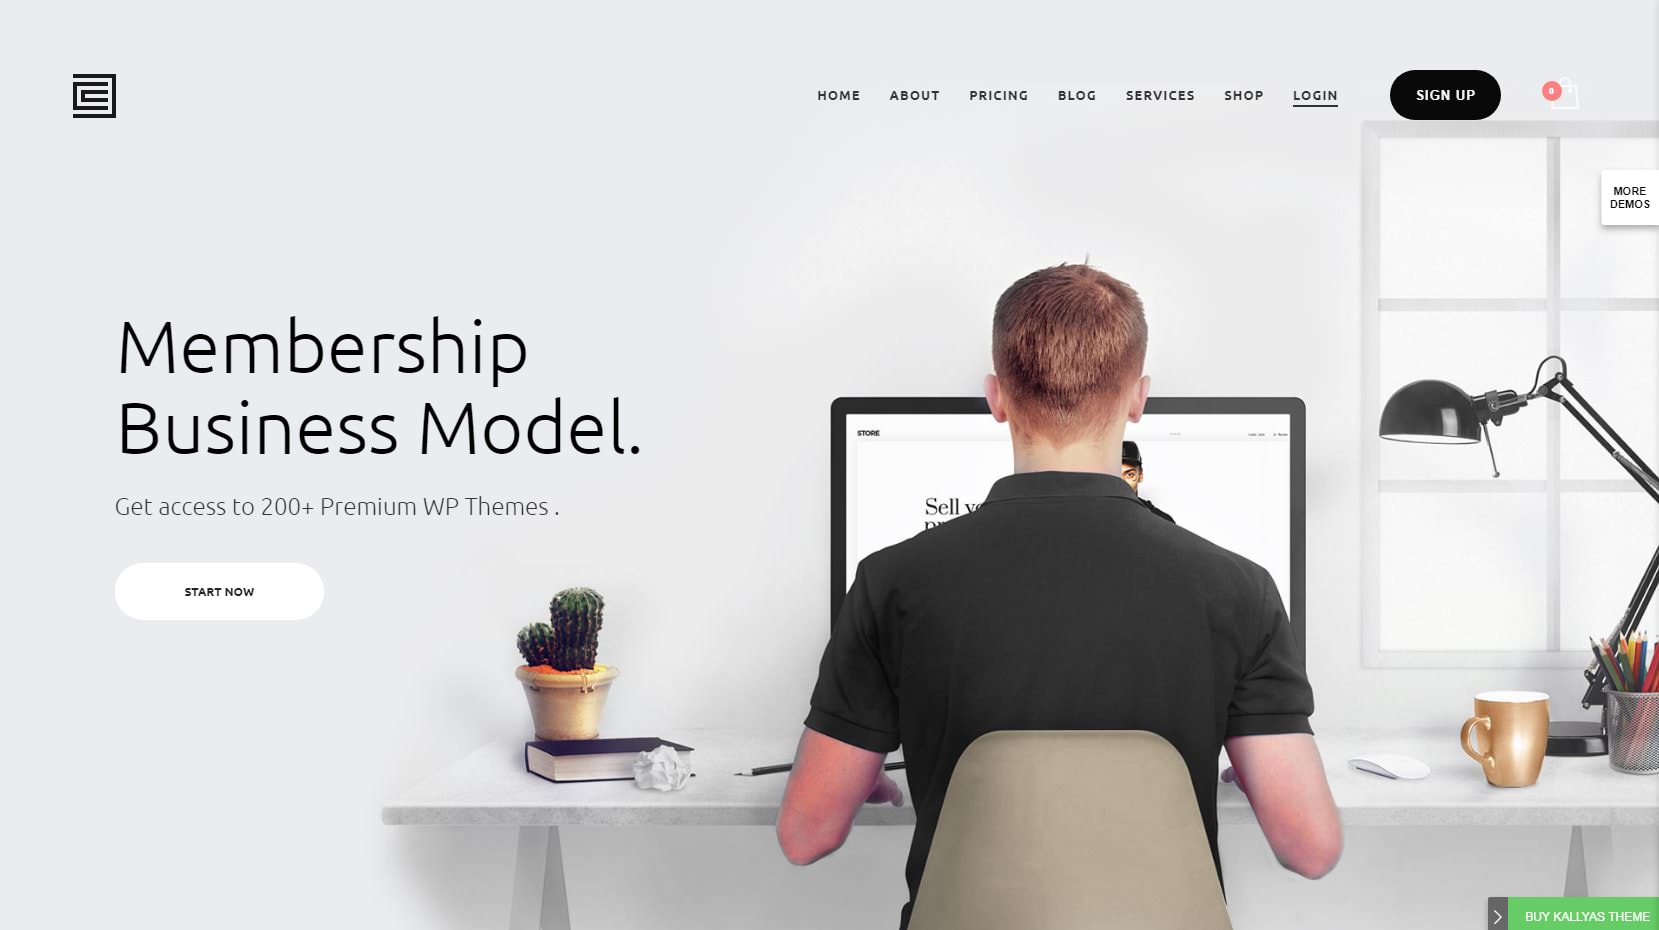 HOME ABOUT PRICING BLOG SERVICES SHOP LOGIN SIGN UP 0
MORE
DEMOS
Membership
Business Model.
STORE
Sell
Get access to 200+ Premium WP Themes .
START NOW
BUY KALLYAS THEME